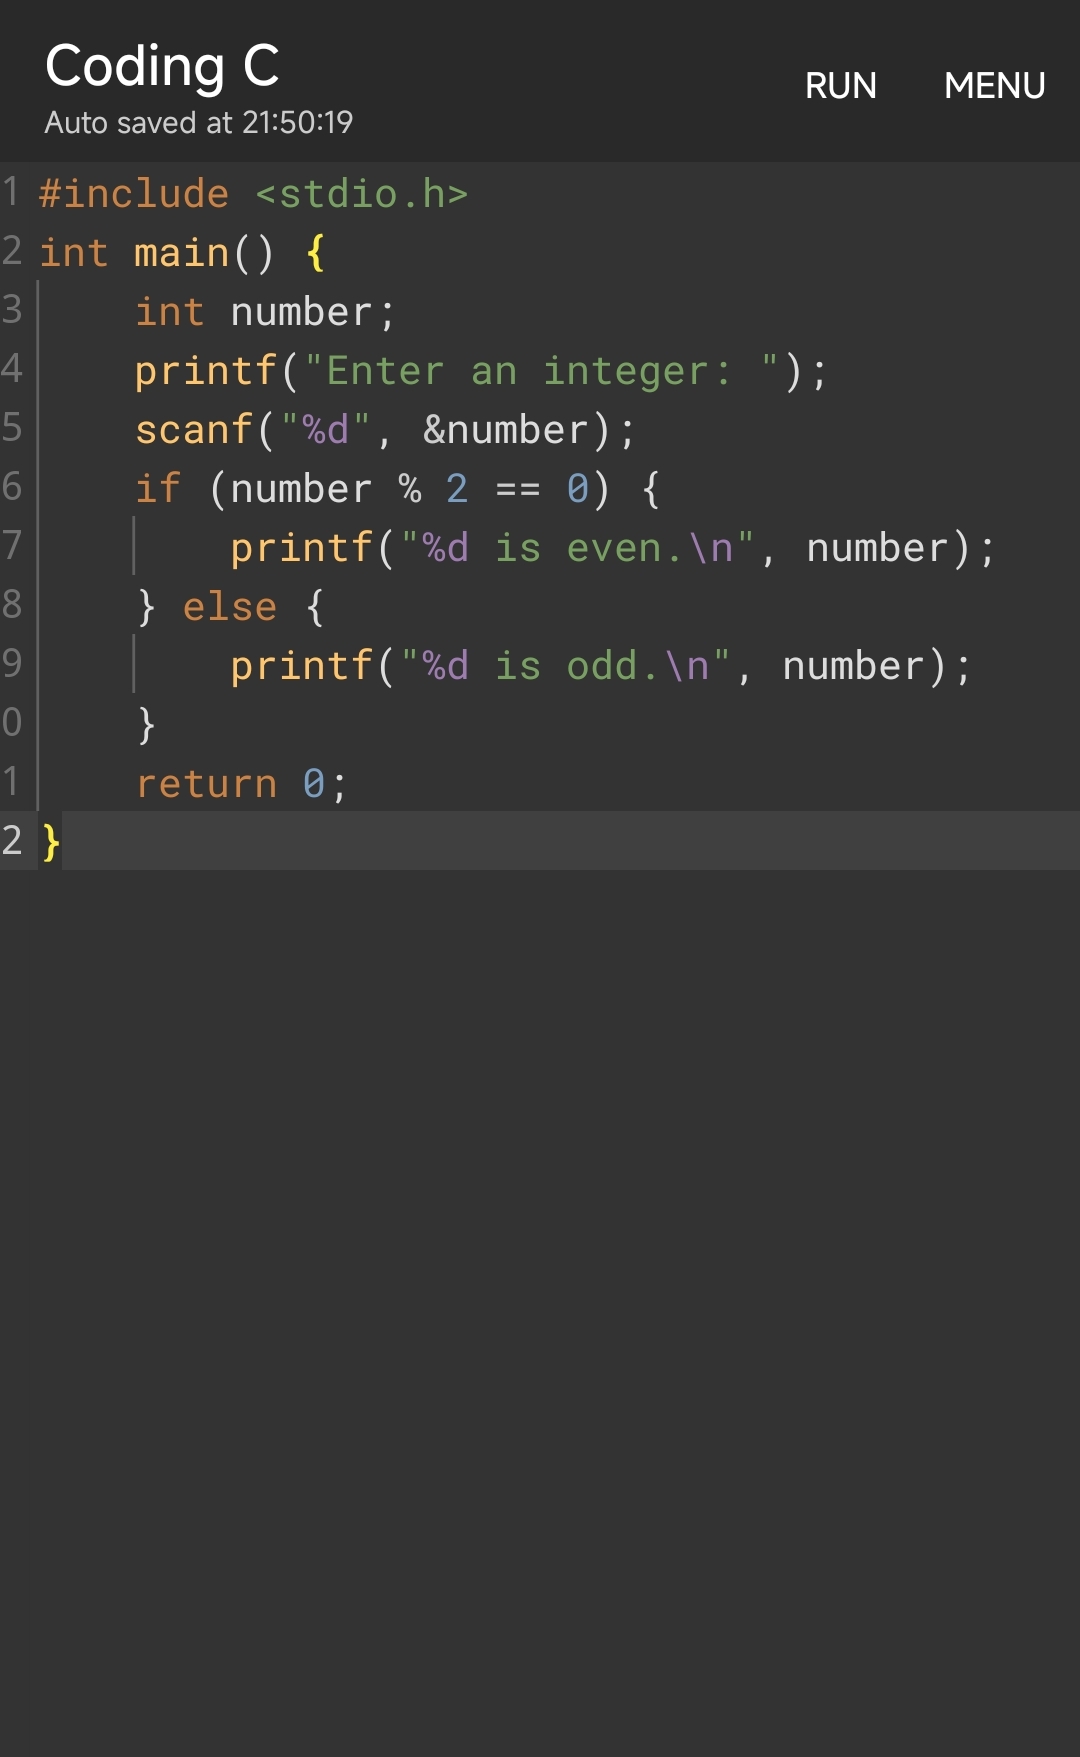 Coding C
Auto saved at 21:50:19
RUN MENU
1 #include <stdio.h>
2 int main() {
3     int number;
4     printf("Enter an integer: ");
5     scanf("%d", &number);
6     if (number % 2 == 0) {
7         printf("%d is even.\n", number);
8     } else {
9         printf("%d is odd.\n", number);
0     }
1     return 0;
2 }